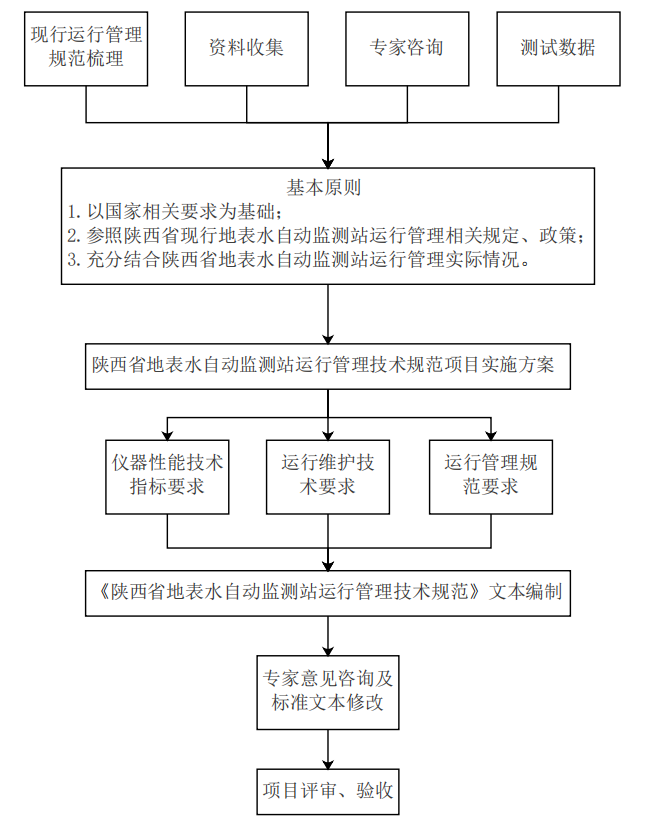 现行运行管理
规范梳理
资料收集
专家咨询
测试数据
基本原则
1. 以国家相关要求为基础;
2. 参照陕西省现行地表水自动监测站运行管理相关规定、政策;
3. 充分结合陕西省地表水自动监测站运行管理实际情况。
陕西省地表水自动监测站运行管理技术规范项目实施方案
仪器性能技术
指标要求
运行维护技
术要求
运行管理规
范要求
《陕西省地表水自动监测站运行管理技术规范》文本编制
专家意见咨询及
标准文本修改
项目评审、验收